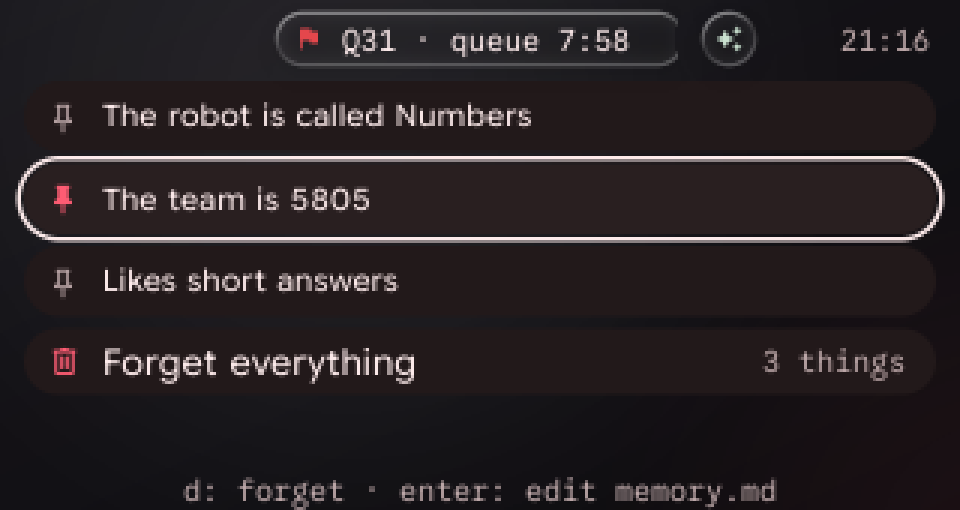 Q31 · queue 7:58
21:16
The robot is called Numbers
The team is 5805
Likes short answers
Forget everything 3 things
d: forget · enter: edit memory.md